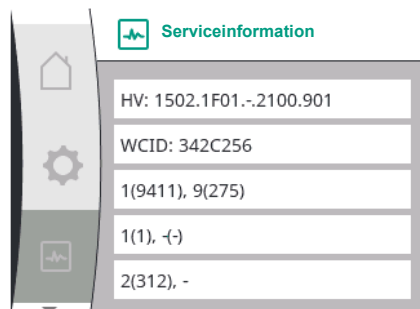 Serviceinformation
HV: 1502.1F01.-.2100.901
WCID: 342C256
1(9411), 9(275)
1(1), -(-)
2(312), -